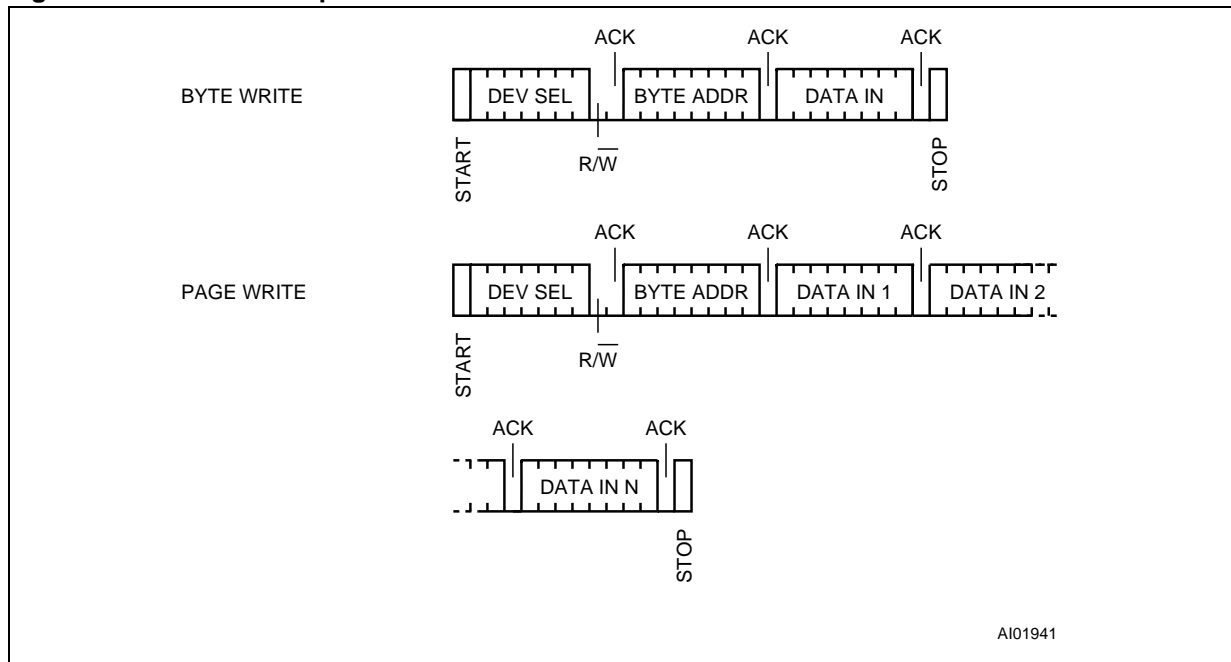 ACK ACK ACK
BYTE WRITE DEV SEL BYTE ADDR DATA IN
START R/W̅ STOP
ACK ACK ACK
PAGE WRITE DEV SEL BYTE ADDR DATA IN 1 DATA IN 2
START R/W̅
ACK ACK
DATA IN N
STOP
AI01941